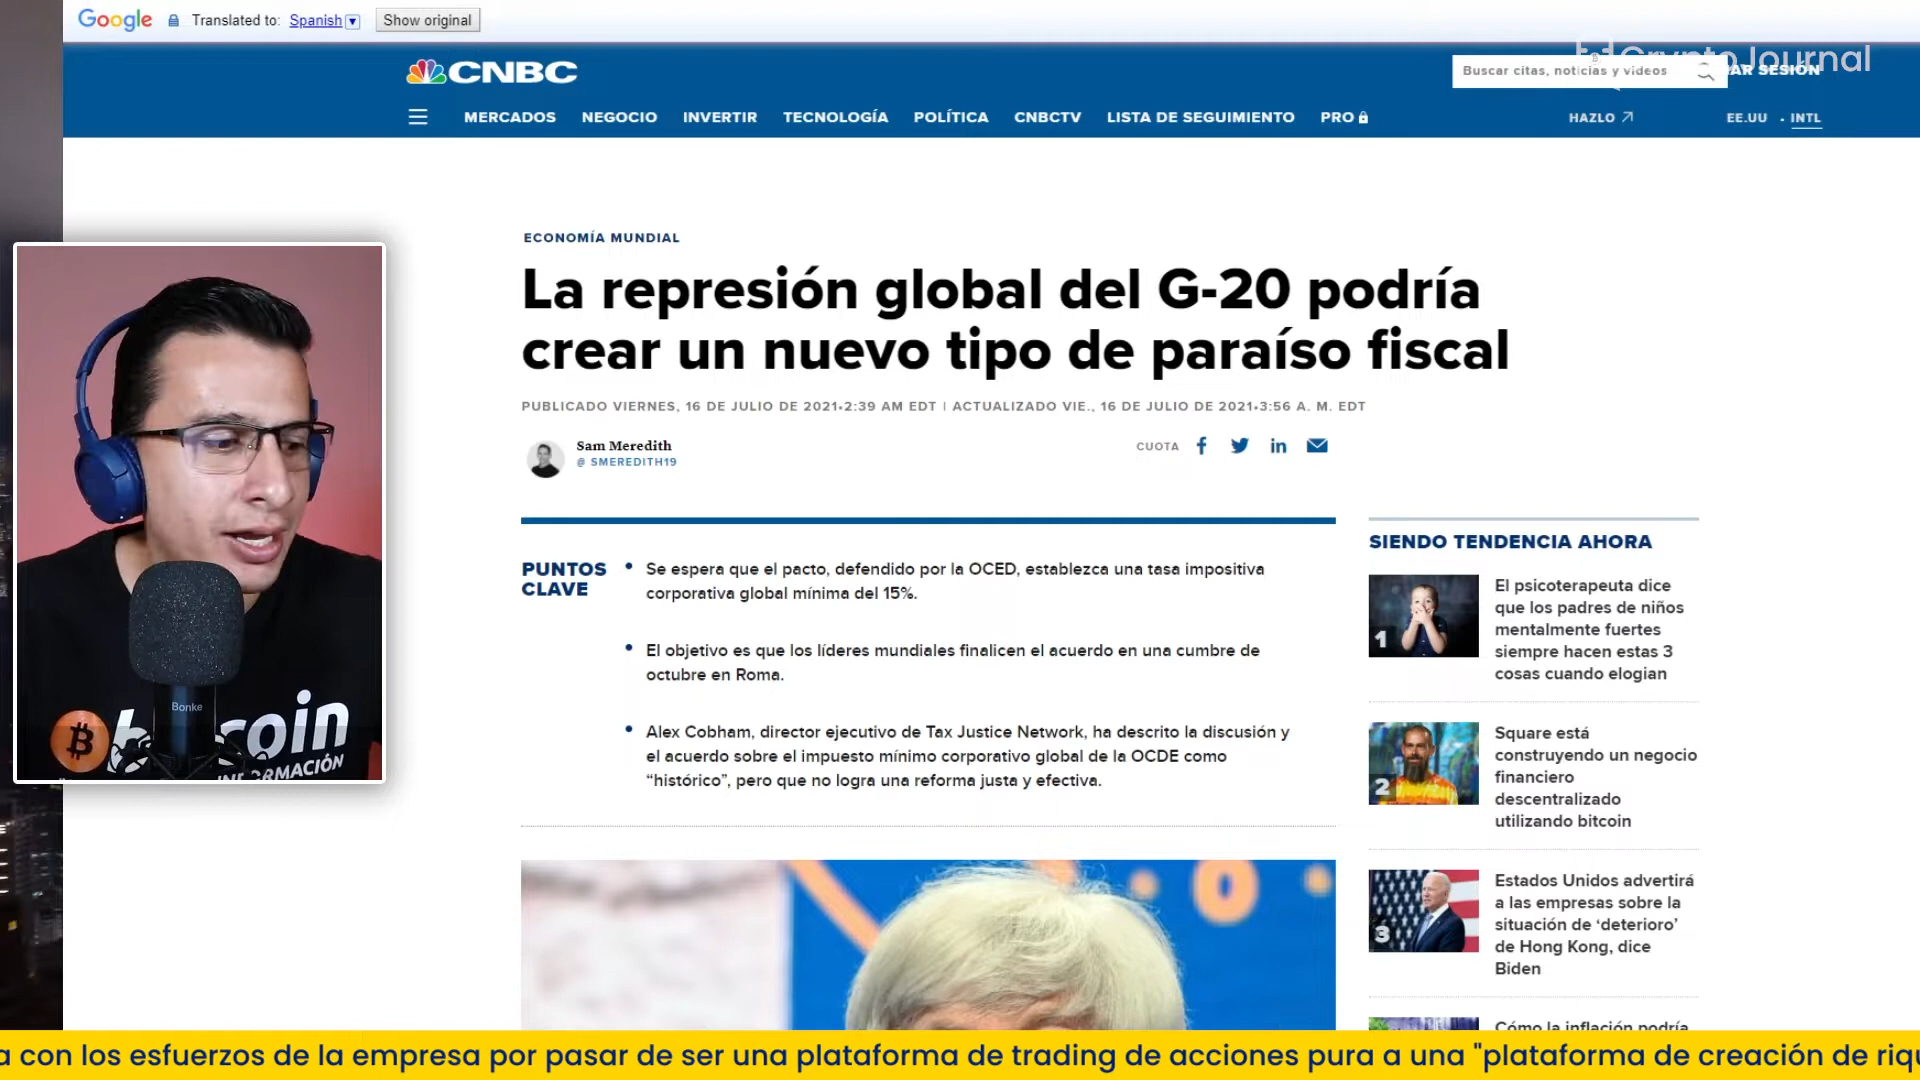 Google Translated to: Spanish Show original
Crypto Journal
CNBC
Buscar citas, noticias y videos
AR SESIÓN
MERCADOS NEGOCIO INVERTIR TECNOLOGÍA POLÍTICA CNBCTV LISTA DE SEGUIMIENTO PRO
HAZLO EE.UU • INTL
ECONOMÍA MUNDIAL
La represión global del G-20 podría
crear un nuevo tipo de paraíso fiscal
PUBLICADO VIERNES, 16 DE JULIO DE 2021•2:39 AM EDT | ACTUALIZADO VIE., 16 DE JULIO DE 2021•3:56 A. M. EDT
Sam Meredith
@ SMEREDITH19
CUOTA
PUNTOS
CLAVE
• Se espera que el pacto, defendido por la OCED, establezca una tasa impositiva
corporativa global mínima del 15%.
• El objetivo es que los líderes mundiales finalicen el acuerdo en una cumbre de
octubre en Roma.
• Alex Cobham, director ejecutivo de Tax Justice Network, ha descrito la discusión y
el acuerdo sobre el impuesto mínimo corporativo global de la OCDE como
“histórico”, pero que no logra una reforma justa y efectiva.
SIENDO TENDENCIA AHORA
1
El psicoterapeuta dice
que los padres de niños
mentalmente fuertes
siempre hacen estas 3
cosas cuando elogian
2
Square está
construyendo un negocio
financiero
descentralizado
utilizando bitcoin
3
Estados Unidos advertirá
a las empresas sobre la
situación de ‘deterioro’
de Hong Kong, dice
Biden
Cómo la inflación podría
Bonke
coin
a con los esfuerzos de la empresa por pasar de ser una plataforma de trading de acciones pura a una "plataforma de creación de riqu